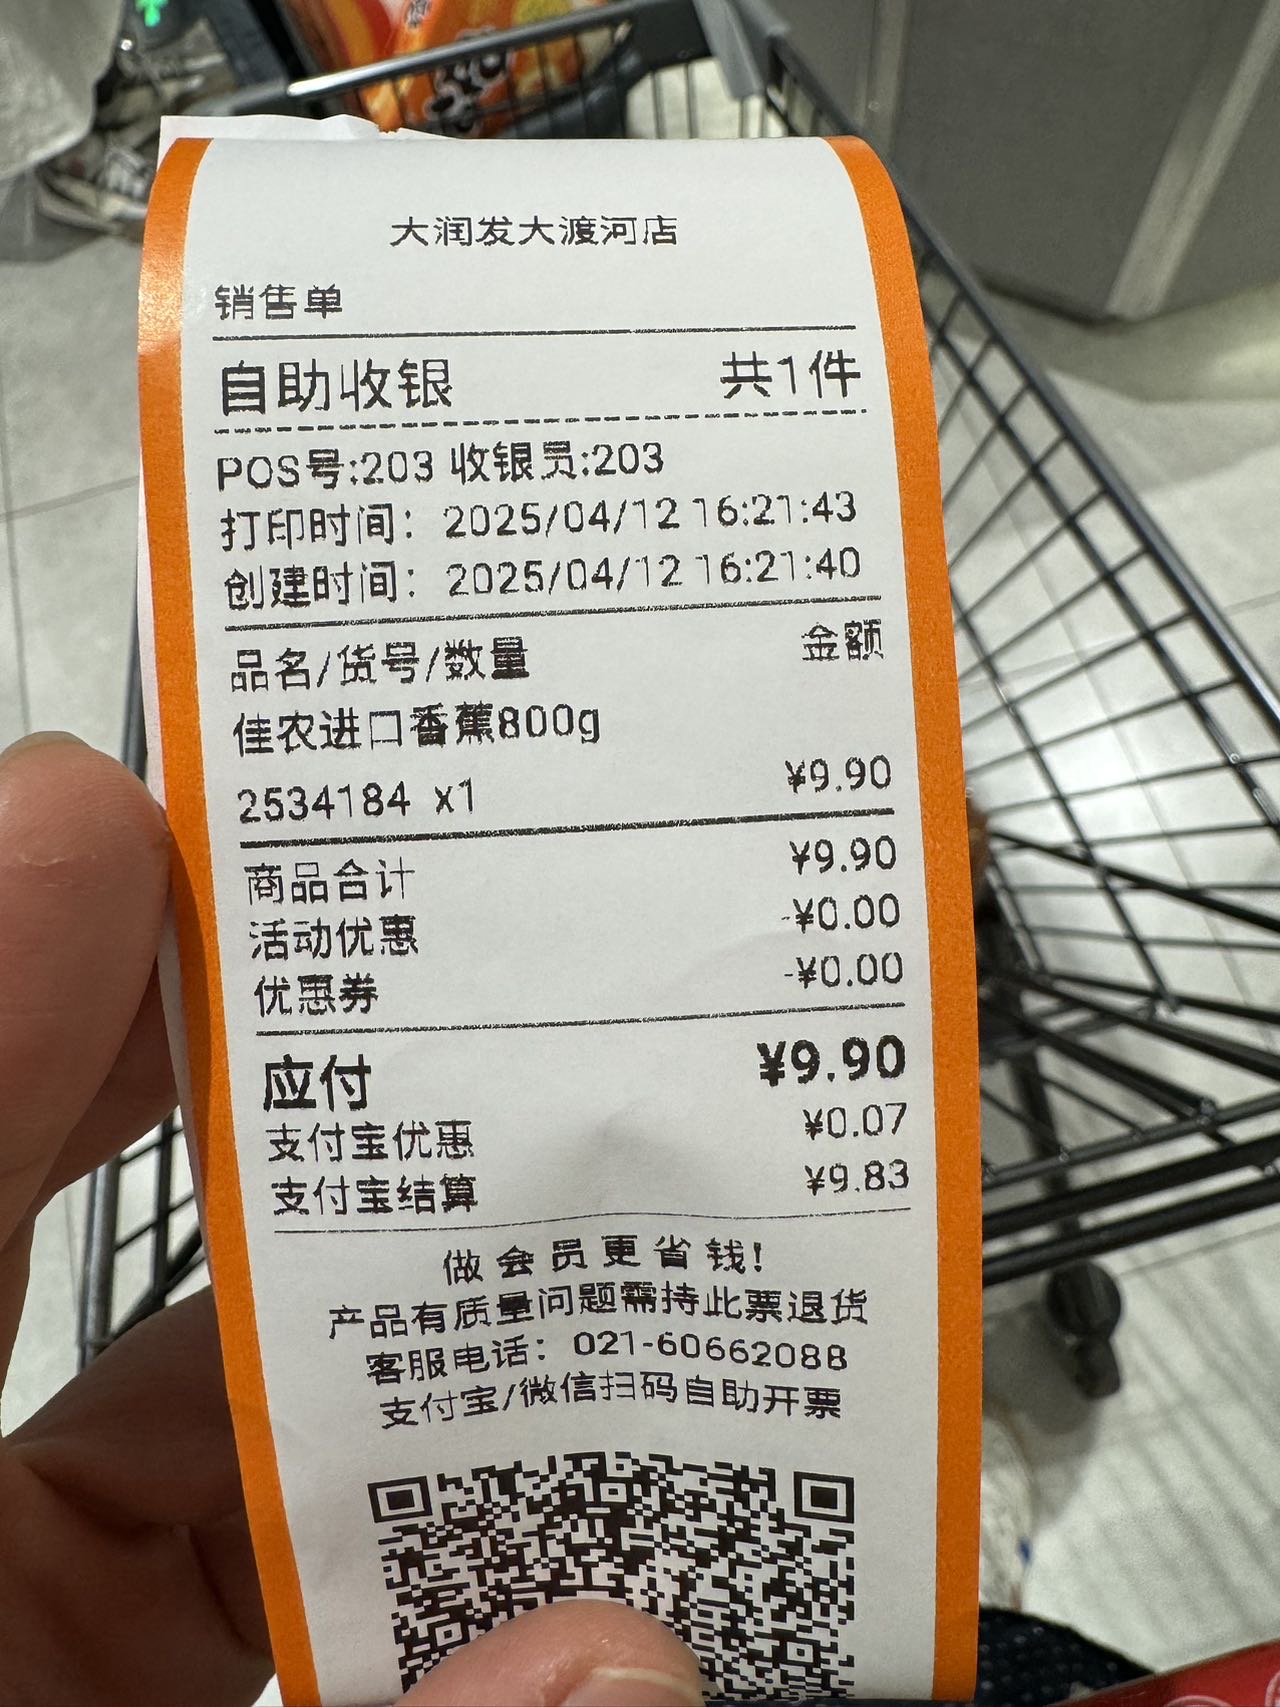 大润发大渡河店
销售单
自助收银 共1件
POS号:203 收银员:203
打印时间: 2025/04/12 16:21:43
创建时间: 2025/04/12 16:21:40
品名/货号/数量 金额
佳农进口香蕉800g
2534184 x1 ¥9.90
商品合计 ¥9.90
活动优惠 -¥0.00
优惠券 -¥0.00
应付 ¥9.90
支付宝优惠 ¥0.07
支付宝结算 ¥9.83
做会员更省钱!
产品有质量问题需持此票退货
客服电话: 021-60662088
支付宝/微信扫码自助开票